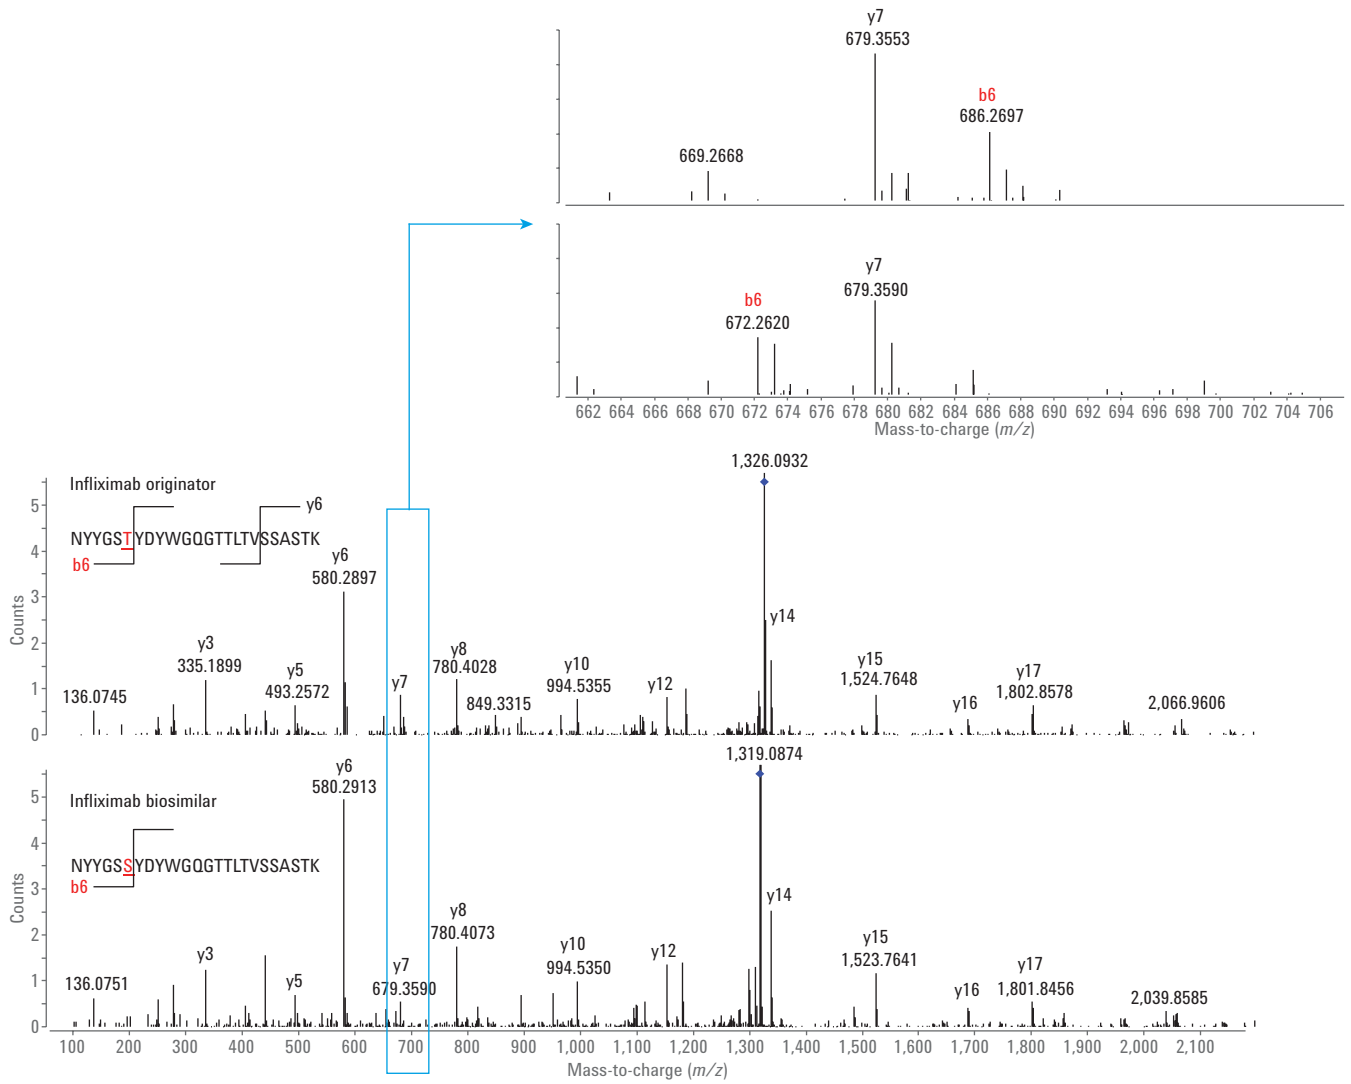 y7
679.3553
b6
686.2697
669.2668
y7
679.3590
b6
672.2620
662 664 666 668 670 672 674 676 678 680 682 684 686 688 690 692 694 696 698 700 702 704 706
Mass-to-charge (m/z)
1,326.0932
Infliximab originator
y6
NYYGSTYDYWGQGTTLTVSSASTK
b6
y6
580.2897
y14
y3
335.1899
y5
493.2572
y7
y8
780.4028
849.3315
y10
994.5355
y12
y15
1,524.7648
y16
y17
1,802.8578
2,066.9606
136.0745
5
4
3
2
1
0
Counts
1,319.0874
y6
580.2913
Infliximab biosimilar
NYYGSSYDYWGQGTTLTVSSASTK
b6
y14
y8
780.4073
y3
y5
y7
679.3590
y10
994.5350
y12
y15
1,523.7641
y16
y17
1,801.8456
2,039.8585
136.0751
5
4
3
2
1
0
Counts
100 200 300 400 500 600 700 800 900 1,000 1,100 1,200 1,300 1,400 1,500 1,600 1,700 1,800 1,900 2,000 2,100
Mass-to-charge (m/z)